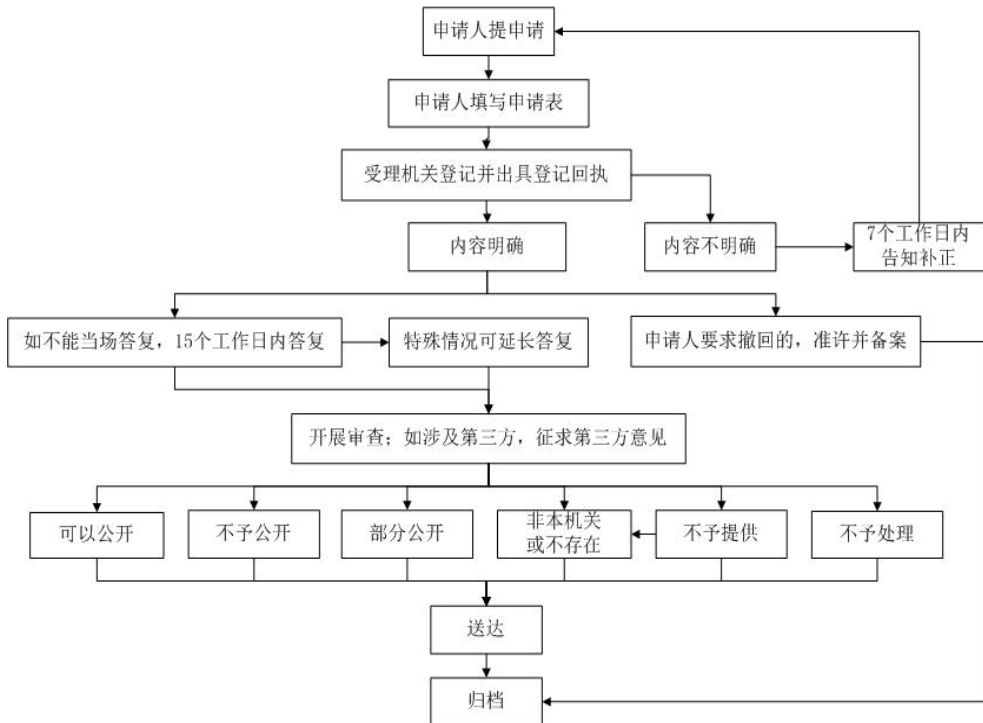 申请人提申请
申请人填写申请表
受理机关登记并出具登记回执
内容明确
内容不明确
7个工作日内
告知补正
如不能当场答复，15个工作日内答复
特殊情况可延长答复
申请人要求撤回的，准许并备案
开展审查；如涉及第三方，征求第三方意见
可以公开
不予公开
部分公开
非本机关
或不存在
不予提供
不予处理
送达
归档